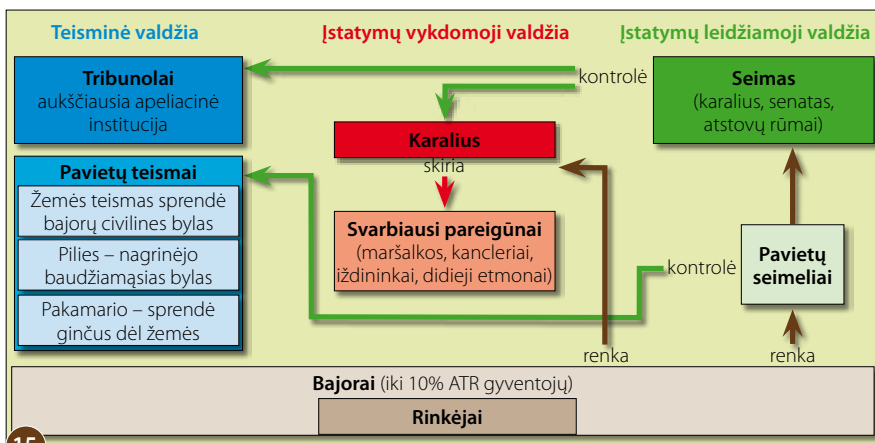 Teisminė valdžia
Įstatymų vykdomoji valdžia
Įstatymų leidžiamoji valdžia
Tribunolai
aukščiausia apeliacinė
institucija
kontrolė
Seimas
(karalius, senatas,
atstovų rūmai)
Karalius
skiria
Pavietų teismai
Žemės teismas sprendė
bajorų civilines bylas
Pilies – nagrinėjo
baudžiamąsias bylas
Pakamario – sprendė
ginčus dėl žemės
Svarbiausi pareigūnai
(maršalkos, kancleriai,
iždininkai, didieji etmonai)
kontrolė
Pavietų
seimeliai
renka
renka
Bajorai (iki 10% ATR gyventojų)
Rinkėjai
15